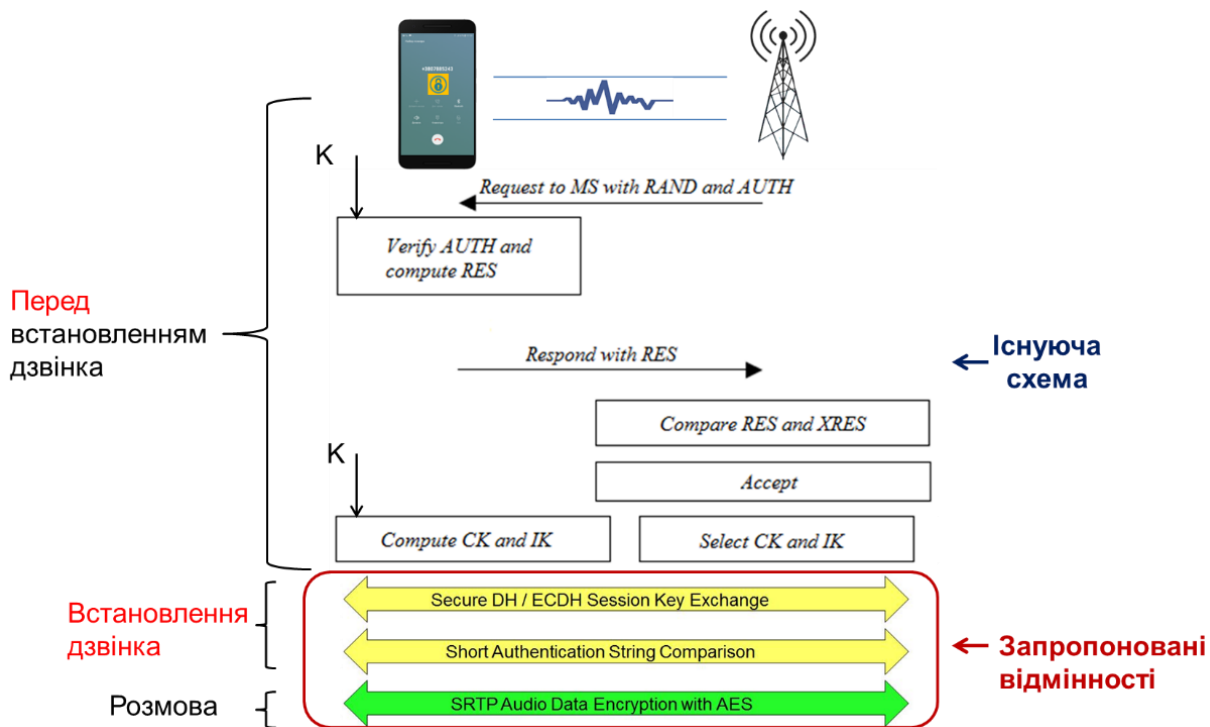 K
Request to MS with RAND and AUTH
Verify AUTH and
compute RES
Перед
встановленням
дзвінка
Respond with RES
Існуюча
схема
Compare RES and XRES
K
Accept
Compute CK and IK
Select CK and IK
Встановлення
дзвінка
Secure DH / ECDH Session Key Exchange
Short Authentication String Comparison
Запропоновані
відмінності
Розмова
SRTP Audio Data Encryption with AES